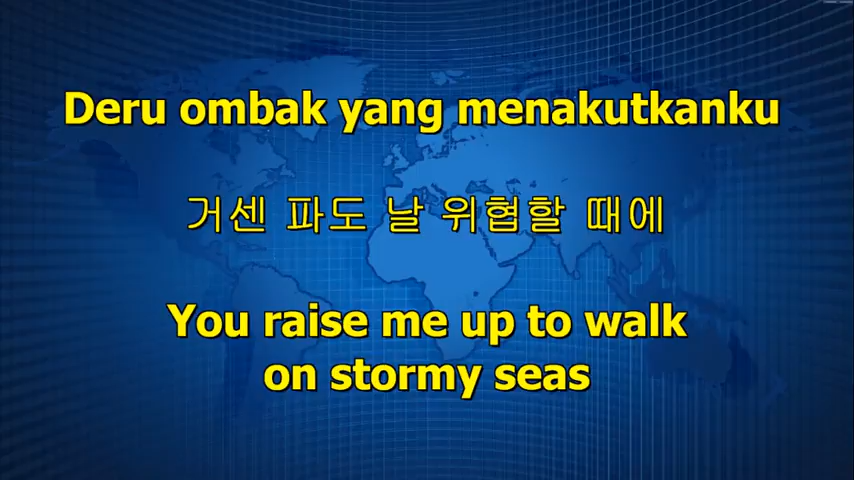 Deru ombak yang menakutkanku
거센 파도 날 위협할 때에
You raise me up to walk
on stormy seas